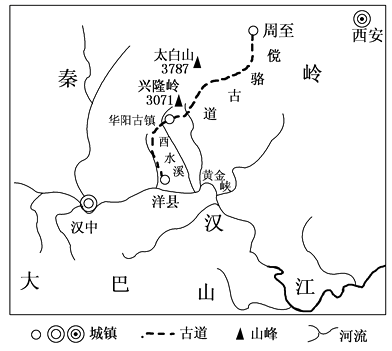 西安
周至
太白山
3787
秦 岭
傥骆古道
兴隆岭
3071
华阳古镇
酉水溪
黄金峡
洋县
汉中
汉江
大巴山
城镇 古道 山峰 河流